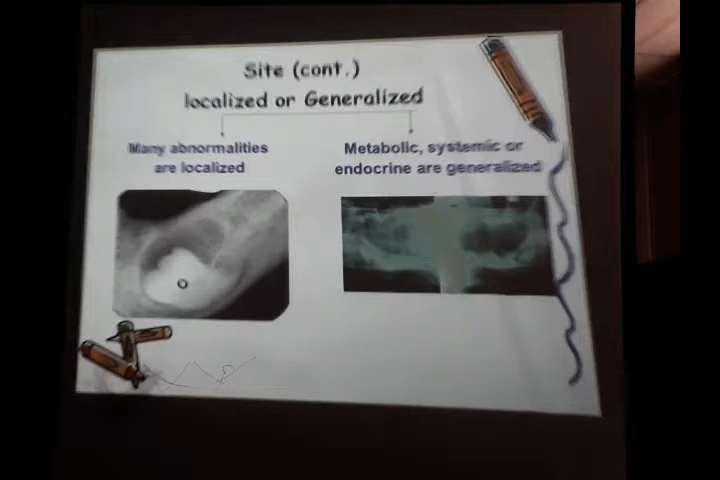 Site (cont.)
localized or Generalized
Many abnormalities
are localized
Metabolic, systemic or
endocrine are generalized